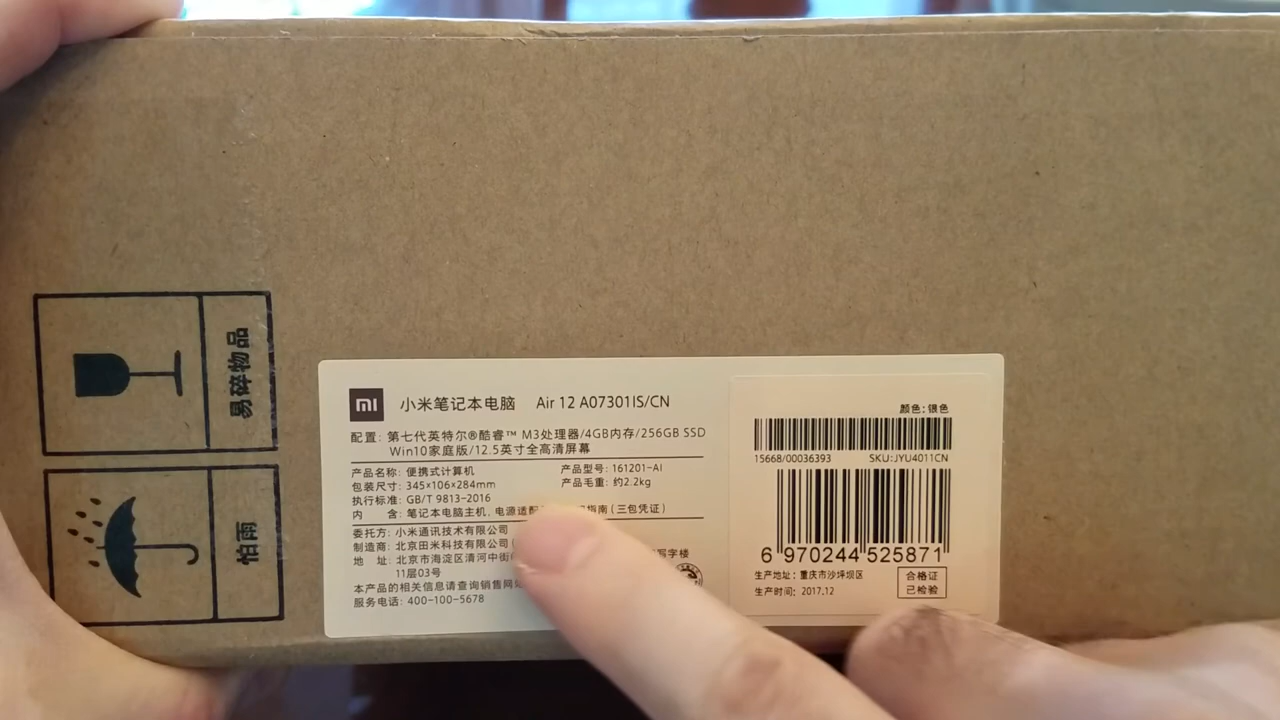 易碎物品
怕雨
mi 小米笔记本电脑 Air 12 A07301IS/CN
配置: 第七代英特尔®酷睿™ M3处理器/4GB内存/256GB SSD
Win10家庭版/12.5英寸全高清屏幕
产品名称: 便携式计算机 产品型号: 161201-AI
包装尺寸: 345×106×284mm 产品毛重: 约2.2kg
执行标准: GB/T 9813-2016
内 含: 笔记本电脑主机, 电源适配 指南 (三包凭证)
委托方: 小米通讯技术有限公司
制造商: 北京田米科技有限公司
地 址: 北京市海淀区清河中街 写字楼
11层03号
本产品的相关信息请查询销售网
服务电话: 400-100-5678
颜色: 银色
15668/00036393 SKU:JYU4011CN
6 970244 525871
生产地址: 重庆市沙坪坝区
生产时间: 2017.12
合格证
已检验